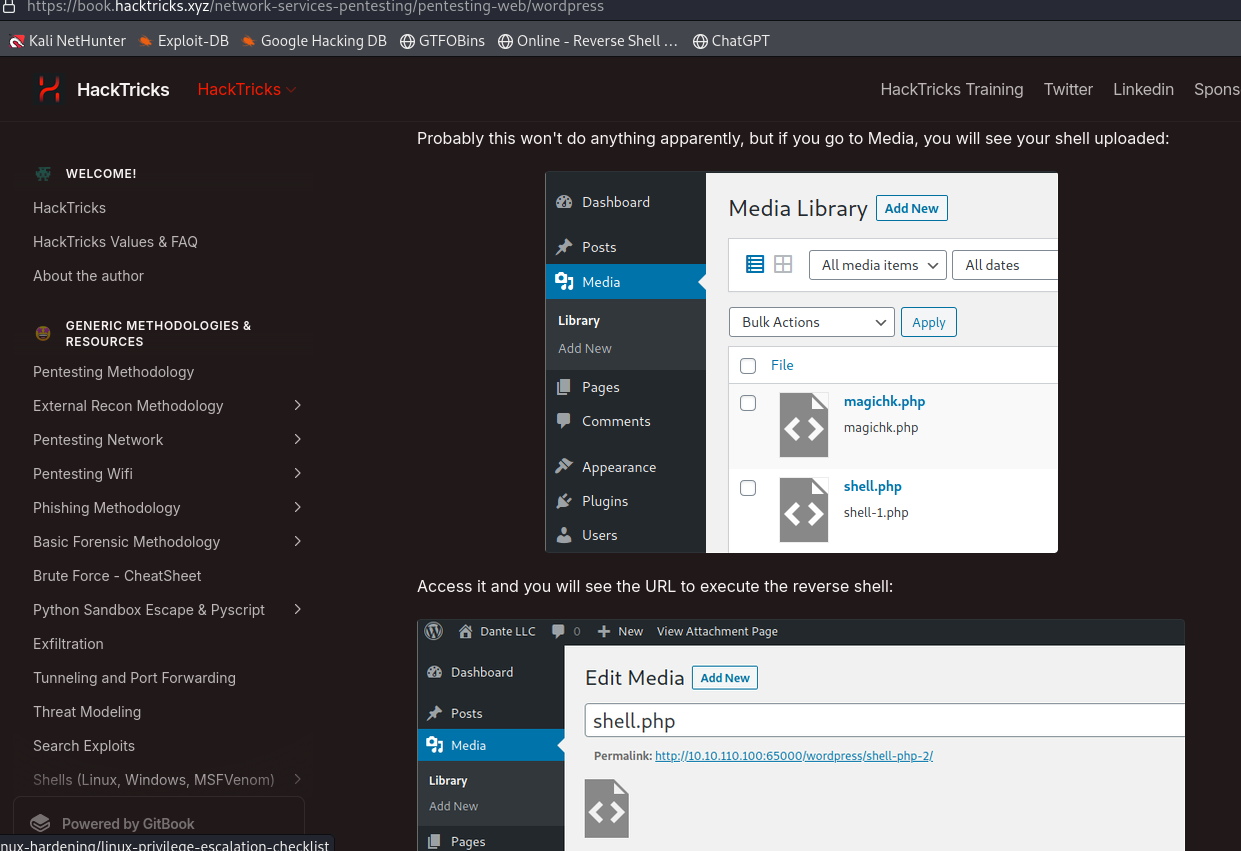 https://book.hacktricks.xyz/network-services-pentesting/pentesting-web/wordpress
Kali NetHunter Exploit-DB Google Hacking DB GTFOBins Online - Reverse Shell ... ChatGPT
HackTricks HackTricks HackTricks Training Twitter Linkedin Spons
WELCOME!
HackTricks
HackTricks Values & FAQ
About the author
GENERIC METHODOLOGIES &
RESOURCES
Pentesting Methodology
External Recon Methodology
Pentesting Network
Pentesting Wifi
Phishing Methodology
Basic Forensic Methodology
Brute Force - CheatSheet
Python Sandbox Escape & Pyscript
Exfiltration
Tunneling and Port Forwarding
Threat Modeling
Search Exploits
Shells (Linux, Windows, MSFVenom)
Powered by GitBook
nux-hardening/linux-privilege-escalation-checklist
Probably this won't do anything apparently, but if you go to Media, you will see your shell uploaded:
Dashboard
Posts
Media
Library
Add New
Pages
Comments
Appearance
Plugins
Users
Media Library Add New
All media items All dates
Bulk Actions Apply
File
magichk.php
magichk.php
shell.php
shell-1.php
Access it and you will see the URL to execute the reverse shell:
Dante LLC 0 New View Attachment Page
Dashboard
Posts
Media
Library
Add New
Pages
Edit Media Add New
shell.php
Permalink: http://10.10.110.100:65000/wordpress/shell-php-2/